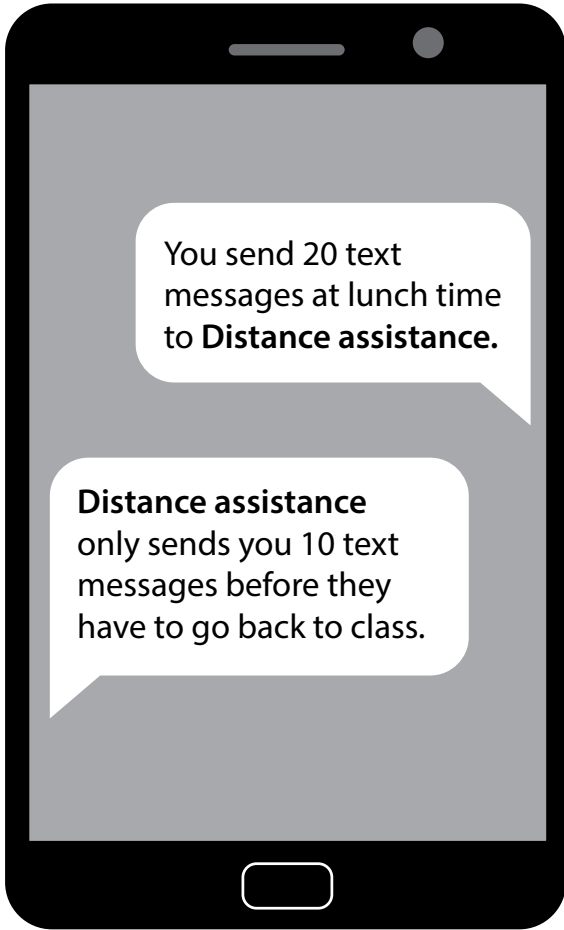 You send 20 text
messages at lunch time
to Distance assistance.
Distance assistance
only sends you 10 text
messages before they
have to go back to class.